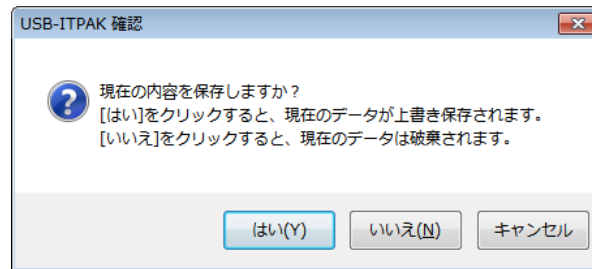 USB-ITPAK 確認
現在の内容を保存しますか？
[はい]をクリックすると、現在のデータが上書き保存されます。
[いいえ]をクリックすると、現在のデータは破棄されます。
はい(Y) いいえ(N) キャンセル